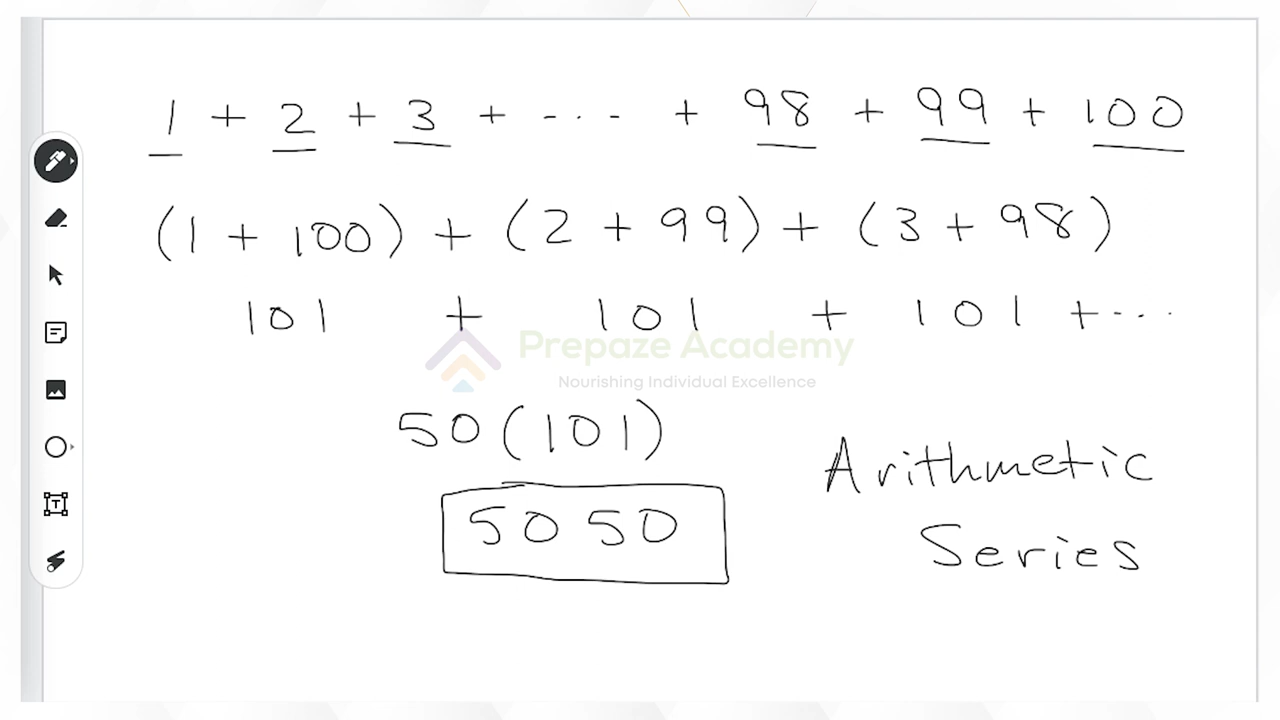 1 + 2 + 3 + ... + 98 + 99 + 100
(1 + 100) + (2 + 99) + (3 + 98)
101 + 101 + 101 + ...
Prepaze Academy
Nourishing Individual Excellence
50(101)
5050
Arithmetic
Series
T